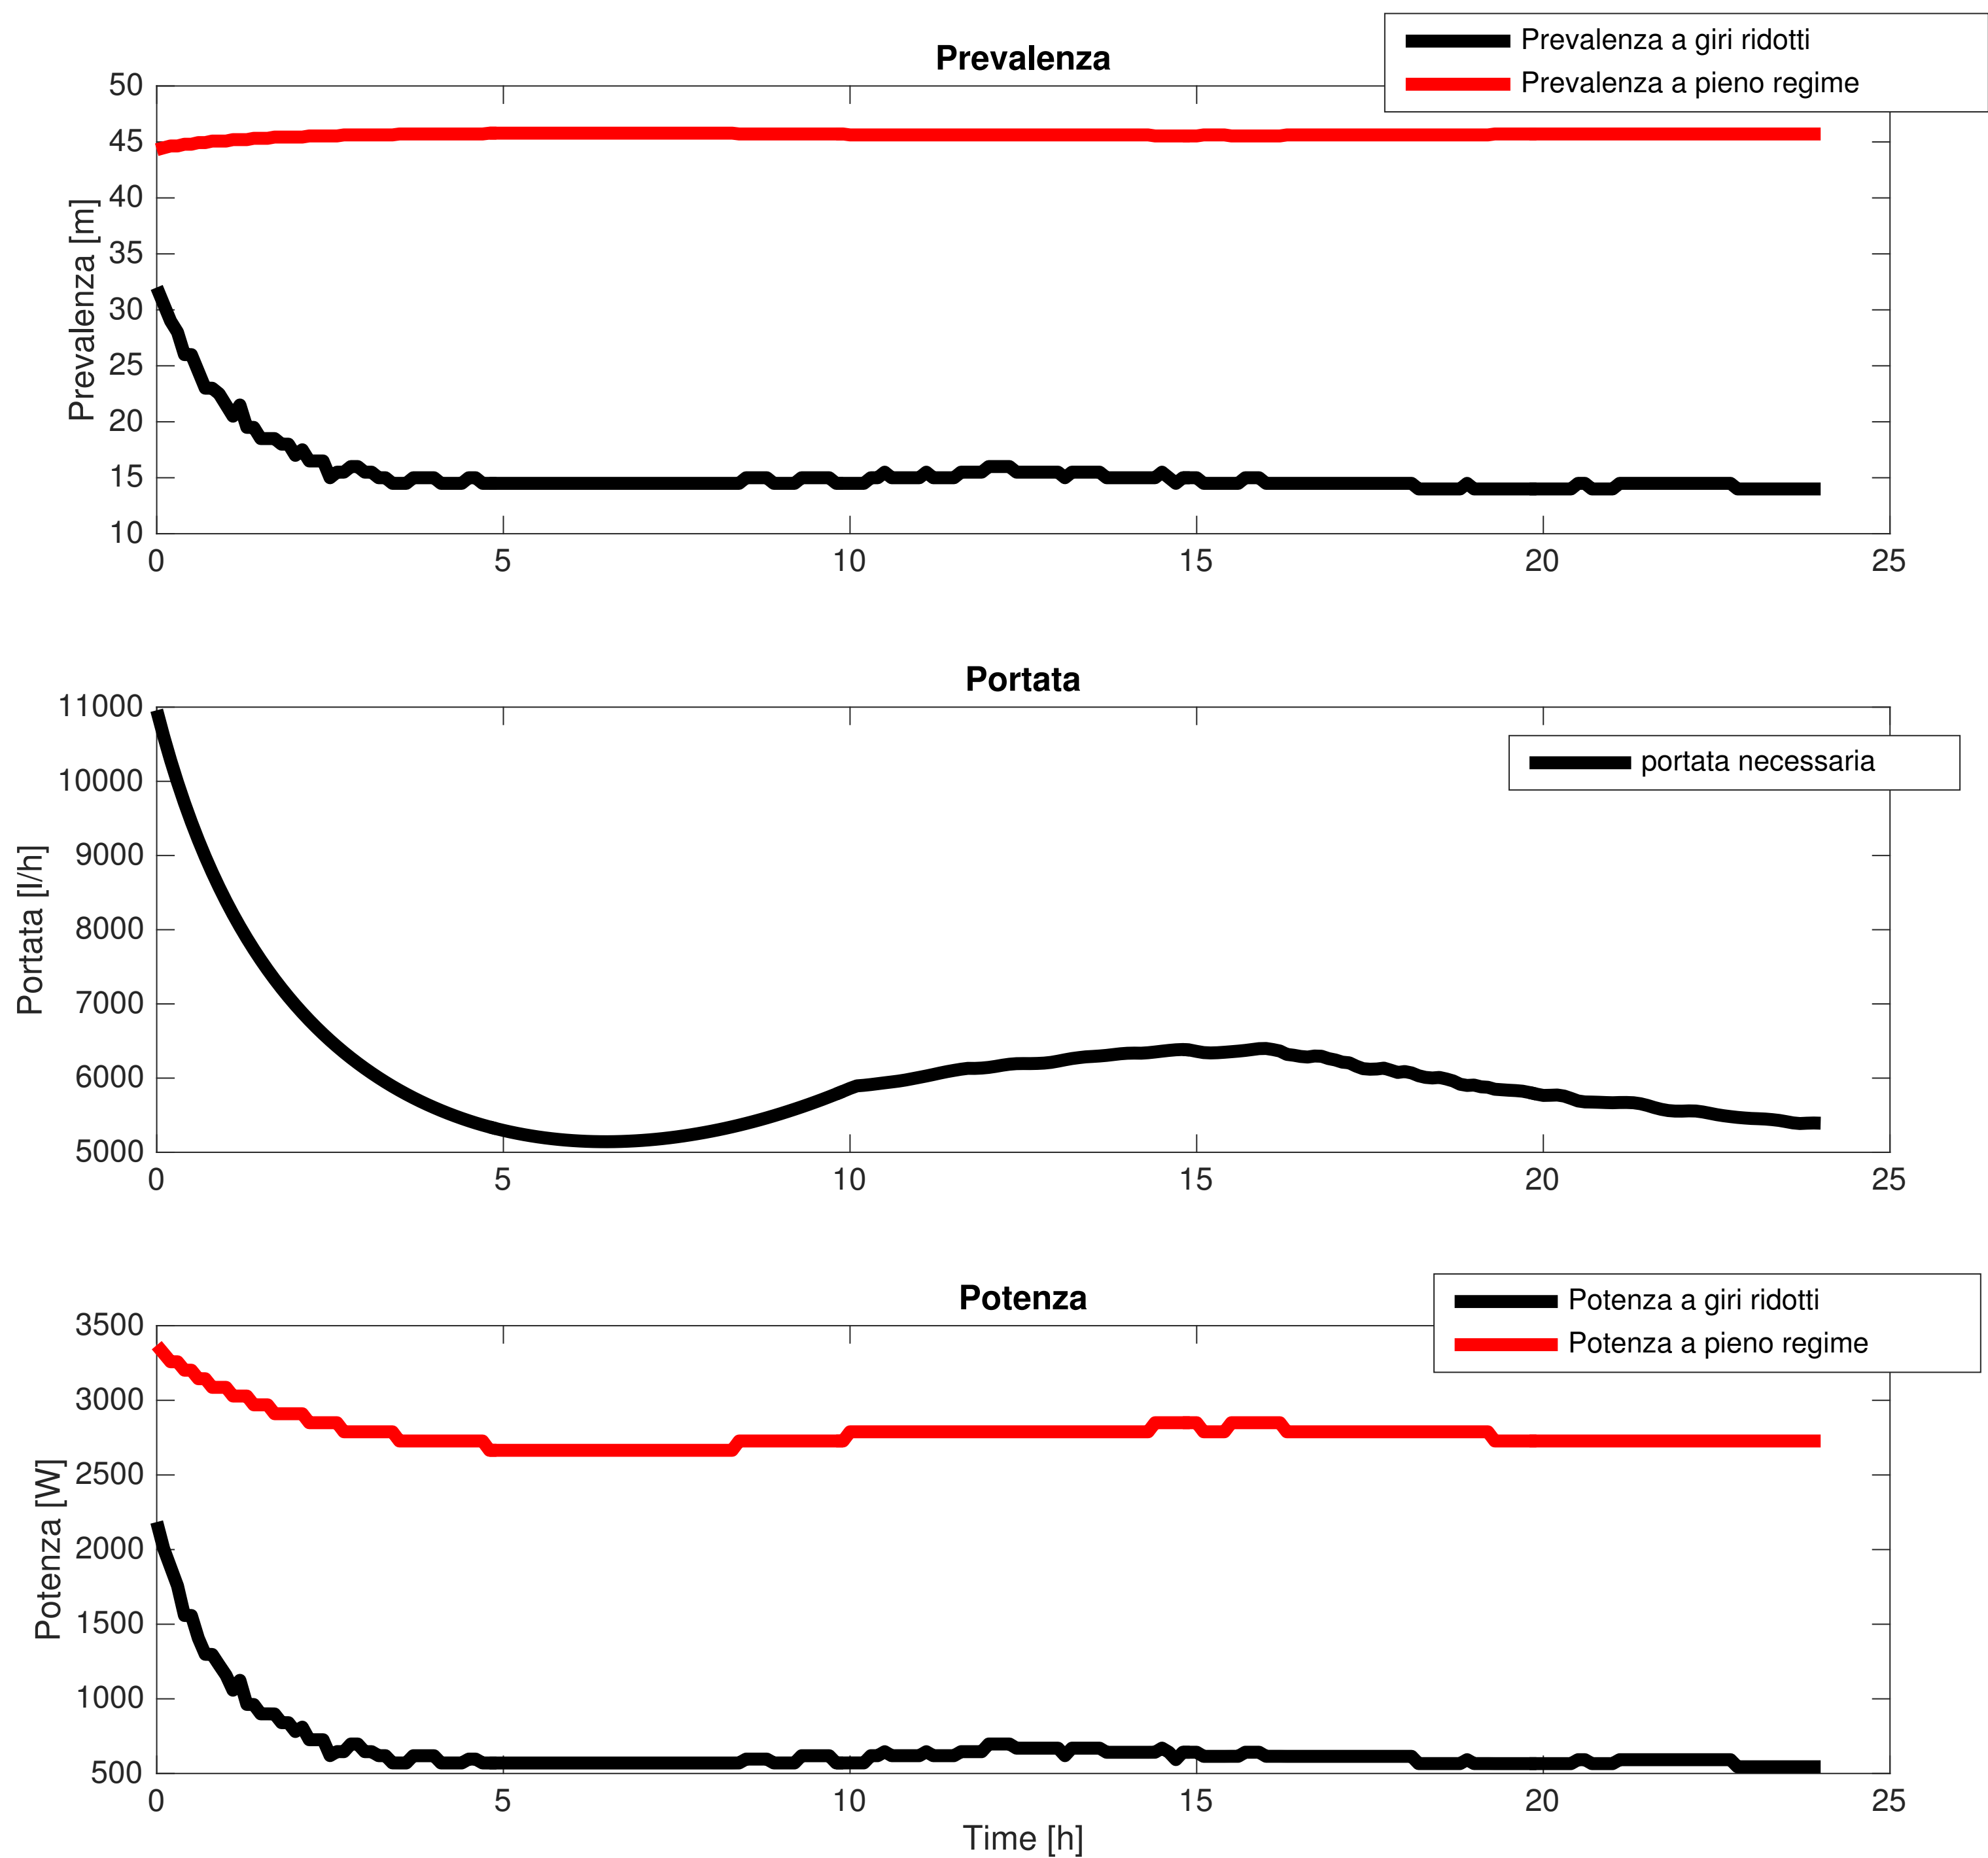 Prevalenza
Prevalenza a giri ridotti
Prevalenza a pieno regime
Prevalenza [m]
50
45
40
35
30
25
20
15
10
0 5 10 15 20 25
Portata
portata necessaria
Portata [l/h]
11000
10000
9000
8000
7000
6000
5000
0 5 10 15 20 25
Potenza
Potenza a giri ridotti
Potenza a pieno regime
Potenza [W]
3500
3000
2500
2000
1500
1000
500
0 5 10 15 20 25
Time [h]